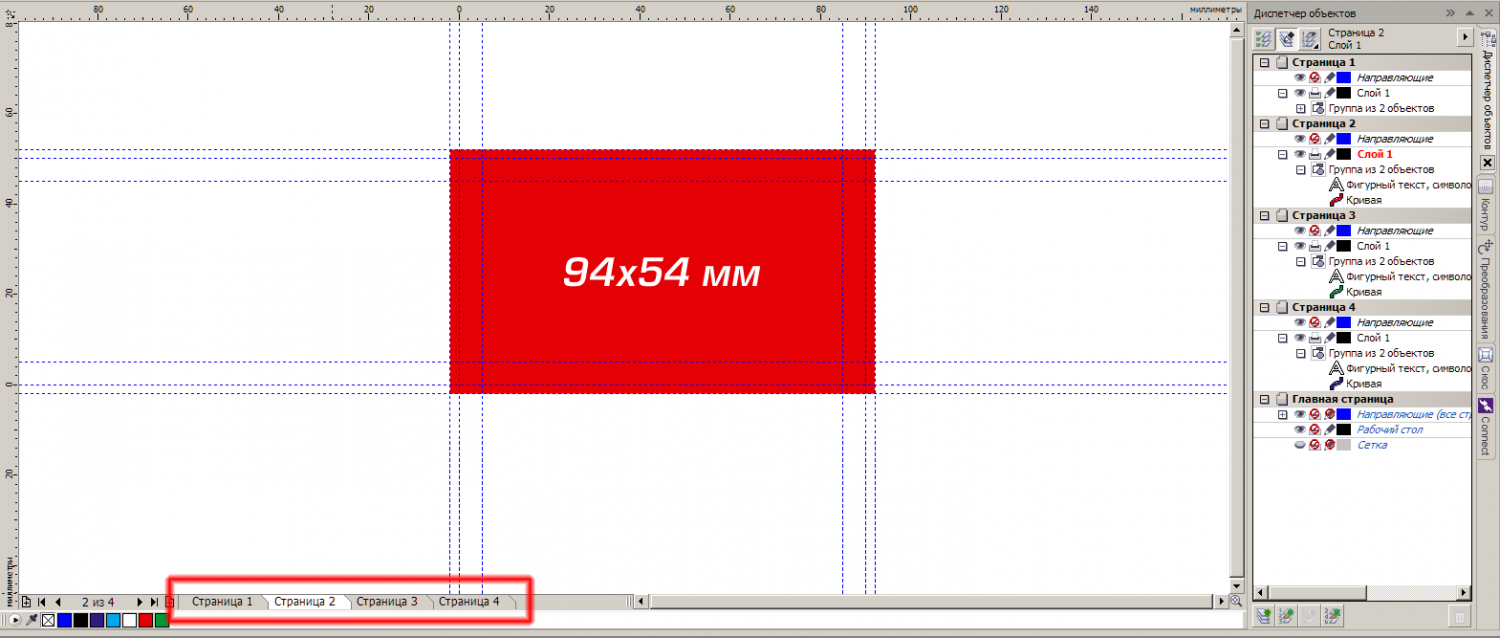 80 60 40 20 0 20 40 60 80 100 120 140 миллиметры
60
40
20
0
20
миллиметры
94х54 мм
2 из 4
Страница 1 Страница 2 Страница 3 Страница 4
Диспетчер объектов
Страница 2
Слой 1
Страница 1
Направляющие
Слой 1
Группа из 2 объектов
Страница 2
Направляющие
Слой 1
Группа из 2 объектов
Фигурный текст, символо
Кривая
Страница 3
Направляющие
Слой 1
Группа из 2 объектов
Фигурный текст, символо
Кривая
Страница 4
Направляющие
Слой 1
Группа из 2 объектов
Фигурный текст, символо
Кривая
Главная страница
Направляющие (все ст
Рабочий стол
Сетка
Диспетчер объектов
Контур
Преобразования
Скос
Connect